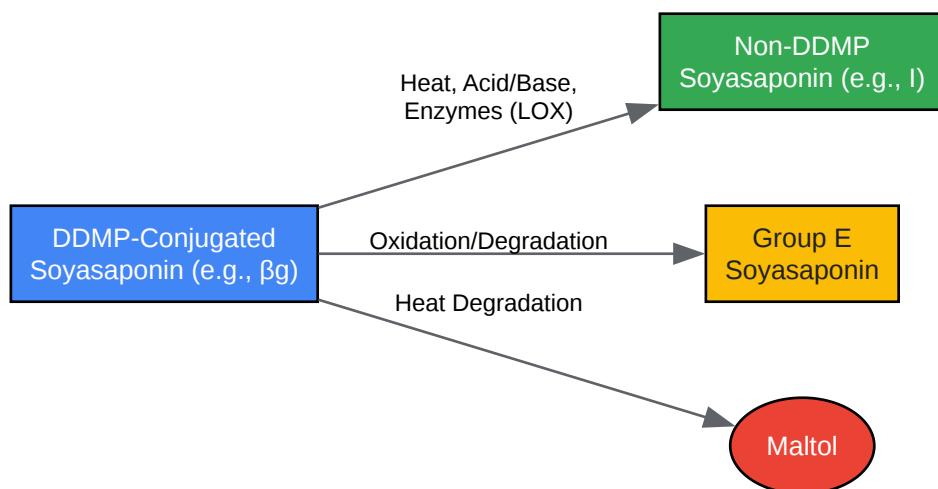 Non-DDMP
Soyasaponin (e.g., I)
Heat, Acid/Base,
Enzymes (LOX)
DDMP-Conjugated
Soyasaponin (e.g., βg)
Oxidation/Degradation
Group E
Soyasaponin
Heat Degradation
Maltol